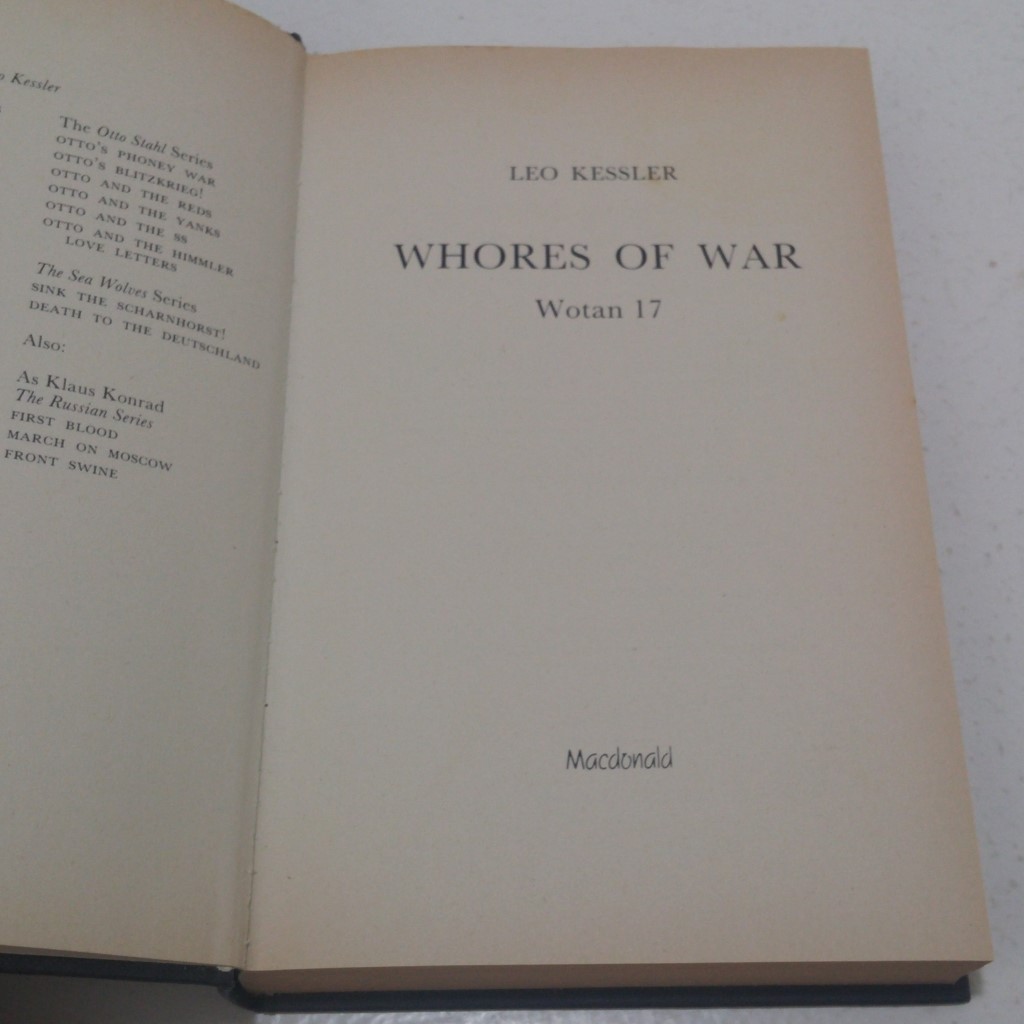 Kessler
The Otto Stahl Series
OTTO'S PHONEY WAR
OTTO'S BLITZKRIEG!
OTTO AND THE REDS
OTTO AND THE YANKS
OTTO AND THE SS
OTTO AND THE HIMMLER
LOVE LETTERS
The Sea Wolves Series
SINK THE SCHARNHORST!
DEATH TO THE DEUTSCHLAND
Also:
As Klaus Konrad
The Russian Series
FIRST BLOOD
MARCH ON MOSCOW
FRONT SWINE
LEO KESSLER
WHORES OF WAR
Wotan 17
Macdonald